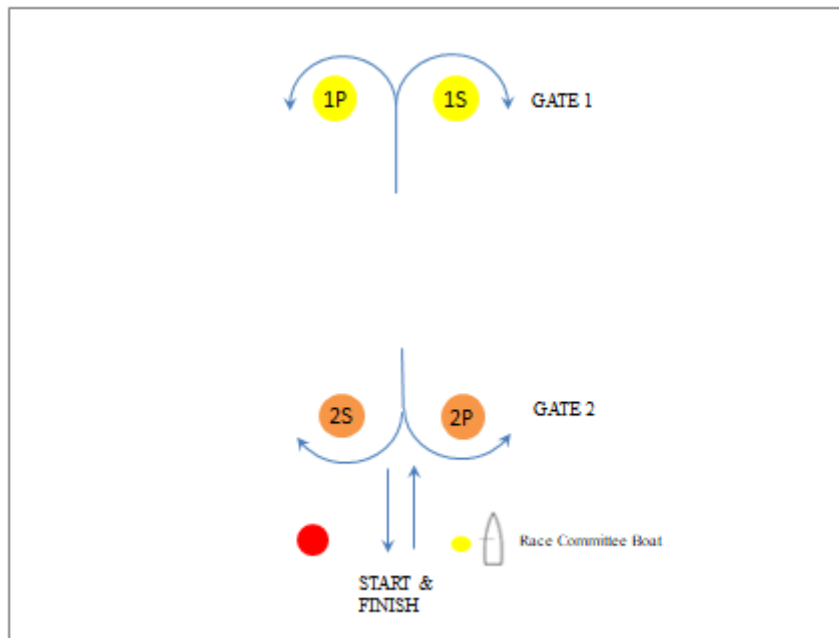 1P
1S
GATE 1
2S
2P
GATE 2
Race Committee Boat
START &
FINISH